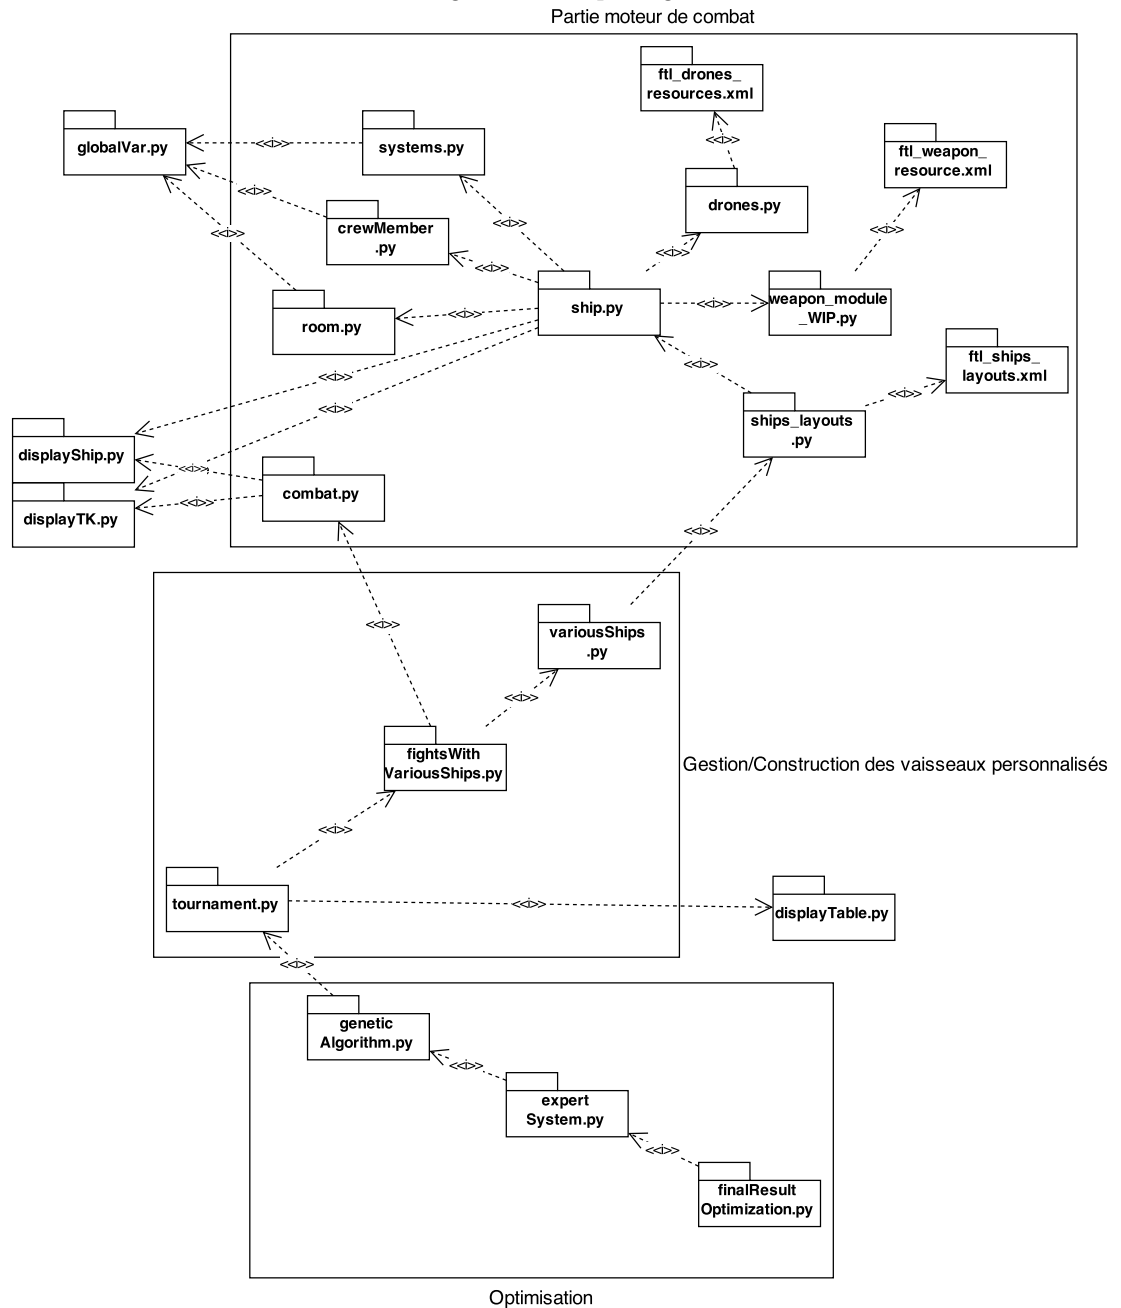 Partie moteur de combat
ftl_drones_
resources.xml
globalVar.py
systems.py
ftl_weapon_
resource.xml
drones.py
crewMember
.py
ship.py
weapon_module
_WIP.py
room.py
ftl_ships_
layouts.xml
ships_layouts
.py
displayShip.py
combat.py
displayTK.py
variousShips
.py
fightsWith
VariousShips.py
Gestion/Construction des vaisseaux personnalisés
tournament.py
displayTable.py
genetic
Algorithm.py
expert
System.py
finalResult
Optimization.py
Optimisation